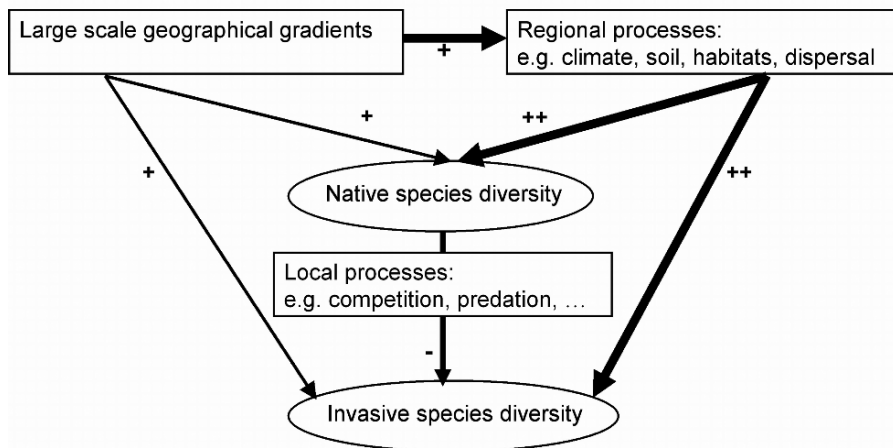 Large scale geographical gradients
+
Regional processes:
e.g. climate, soil, habitats, dispersal
+
++
+
++
Native species diversity
Local processes:
e.g. competition, predation, …
-
Invasive species diversity